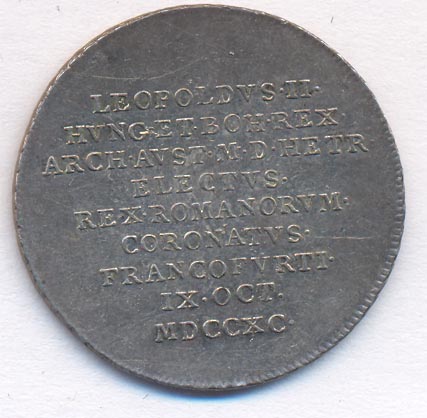 LEOPOLDVS·II·
HVNG·ET·BOH·REX
ARCH·AVST·M·D·HETR
ELECTVS·
REX·ROMANORVM·
CORONATVS·
FRANCOFVRTI·
IX·OCT.
MDCCXC·